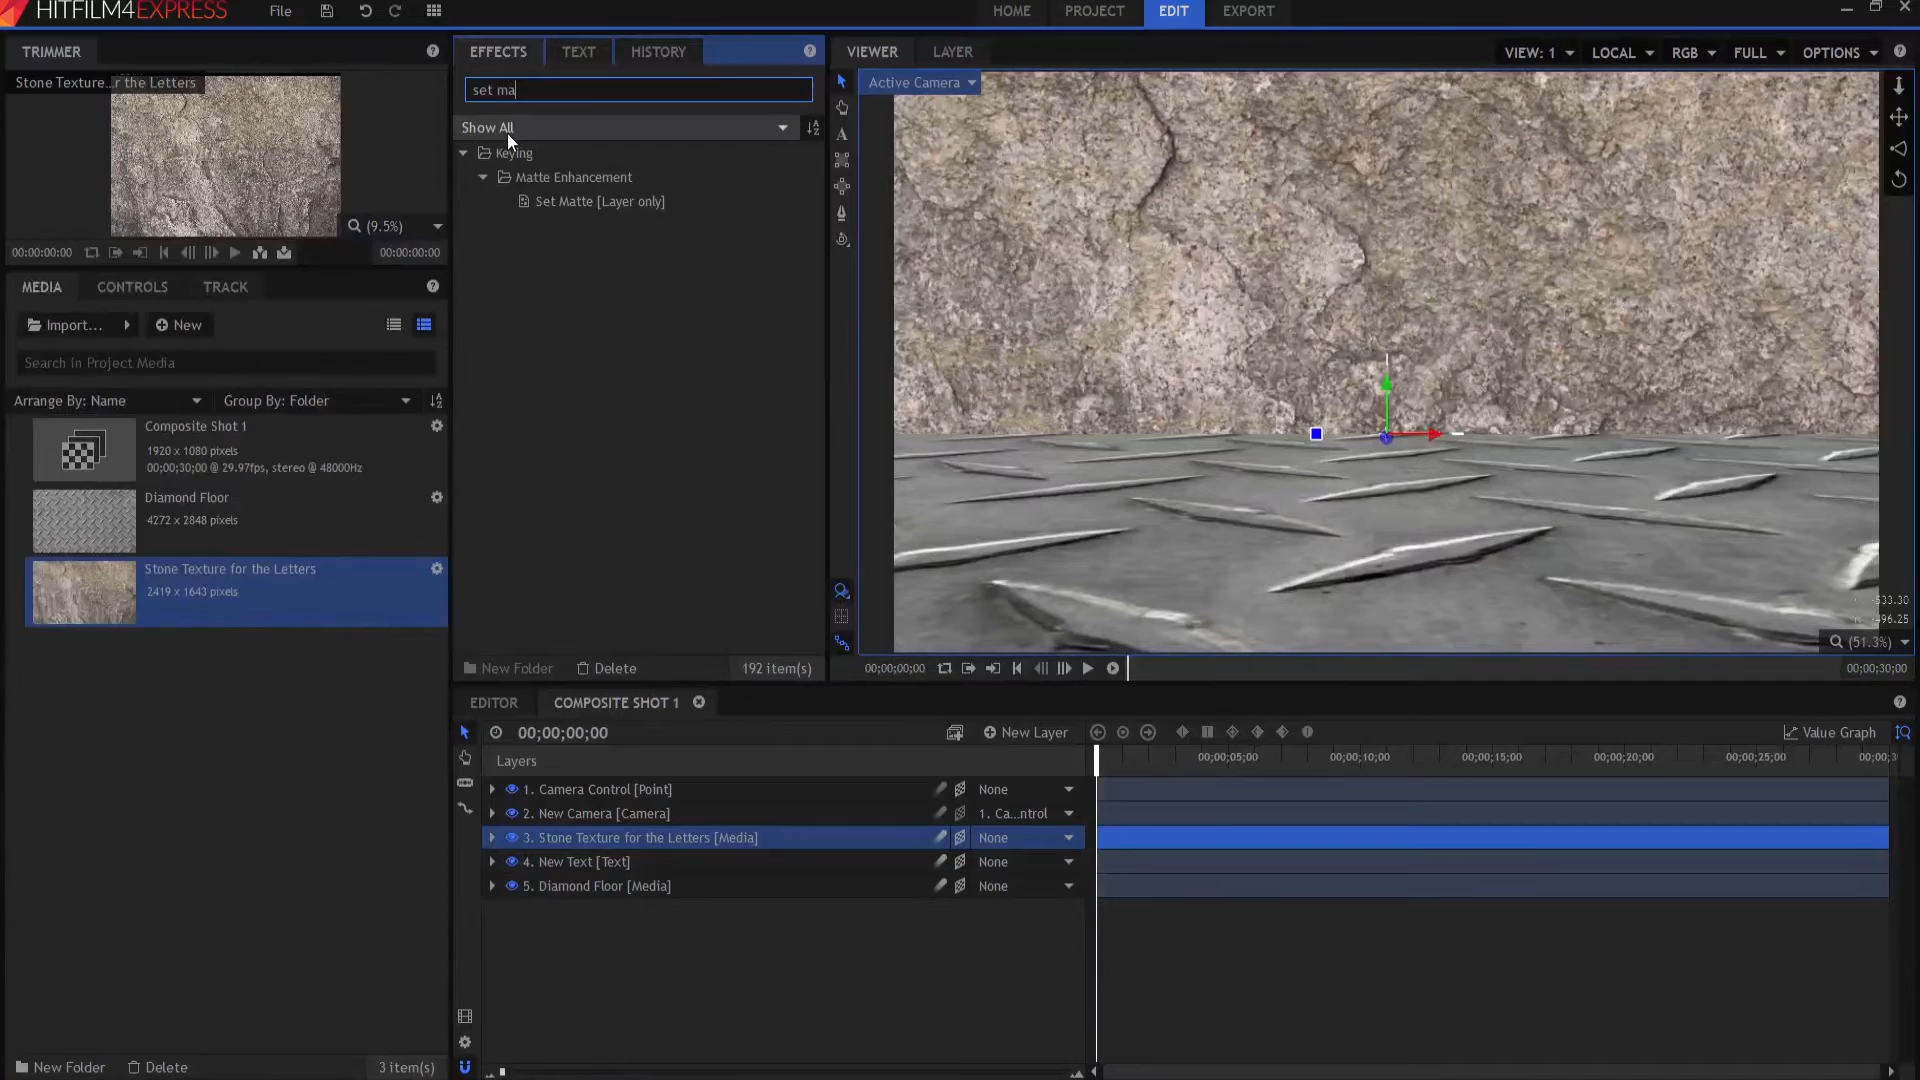 HITFILM4EXPRESS
File
HOME
PROJECT
EDIT
EXPORT
TRIMMER
Stone Texture...r the Letters
(9.5%)
00:00:00:00
00:00:00:00
MEDIA
CONTROLS
TRACK
Import...
New
Search in Project Media
Arrange By: Name
Group By: Folder
Composite Shot 1
1920 x 1080 pixels
00;00;30;00 @ 29.97fps, stereo @ 48000Hz
Diamond Floor
4272 x 2848 pixels
Stone Texture for the Letters
2419 x 1643 pixels
New Folder
Delete
3 item(s)
EFFECTS
TEXT
HISTORY
set ma
Show All
Keying
Matte Enhancement
Set Matte [Layer only]
New Folder
Delete
192 item(s)
VIEWER
LAYER
VIEW: 1
LOCAL
RGB
FULL
OPTIONS
Active Camera
-533.30
-496.25
(51.3%)
00;00;00;00
00;00;30;00
EDITOR
COMPOSITE SHOT 1
00;00;00;00
New Layer
Value Graph
Layers
00;00;05;00
00;00;10;00
00;00;15;00
00;00;20;00
00;00;25;00
00;00;3
1. Camera Control [Point]
None
2. New Camera [Camera]
1. Ca...ntrol
3. Stone Texture for the Letters [Media]
None
4. New Text [Text]
None
5. Diamond Floor [Media]
None